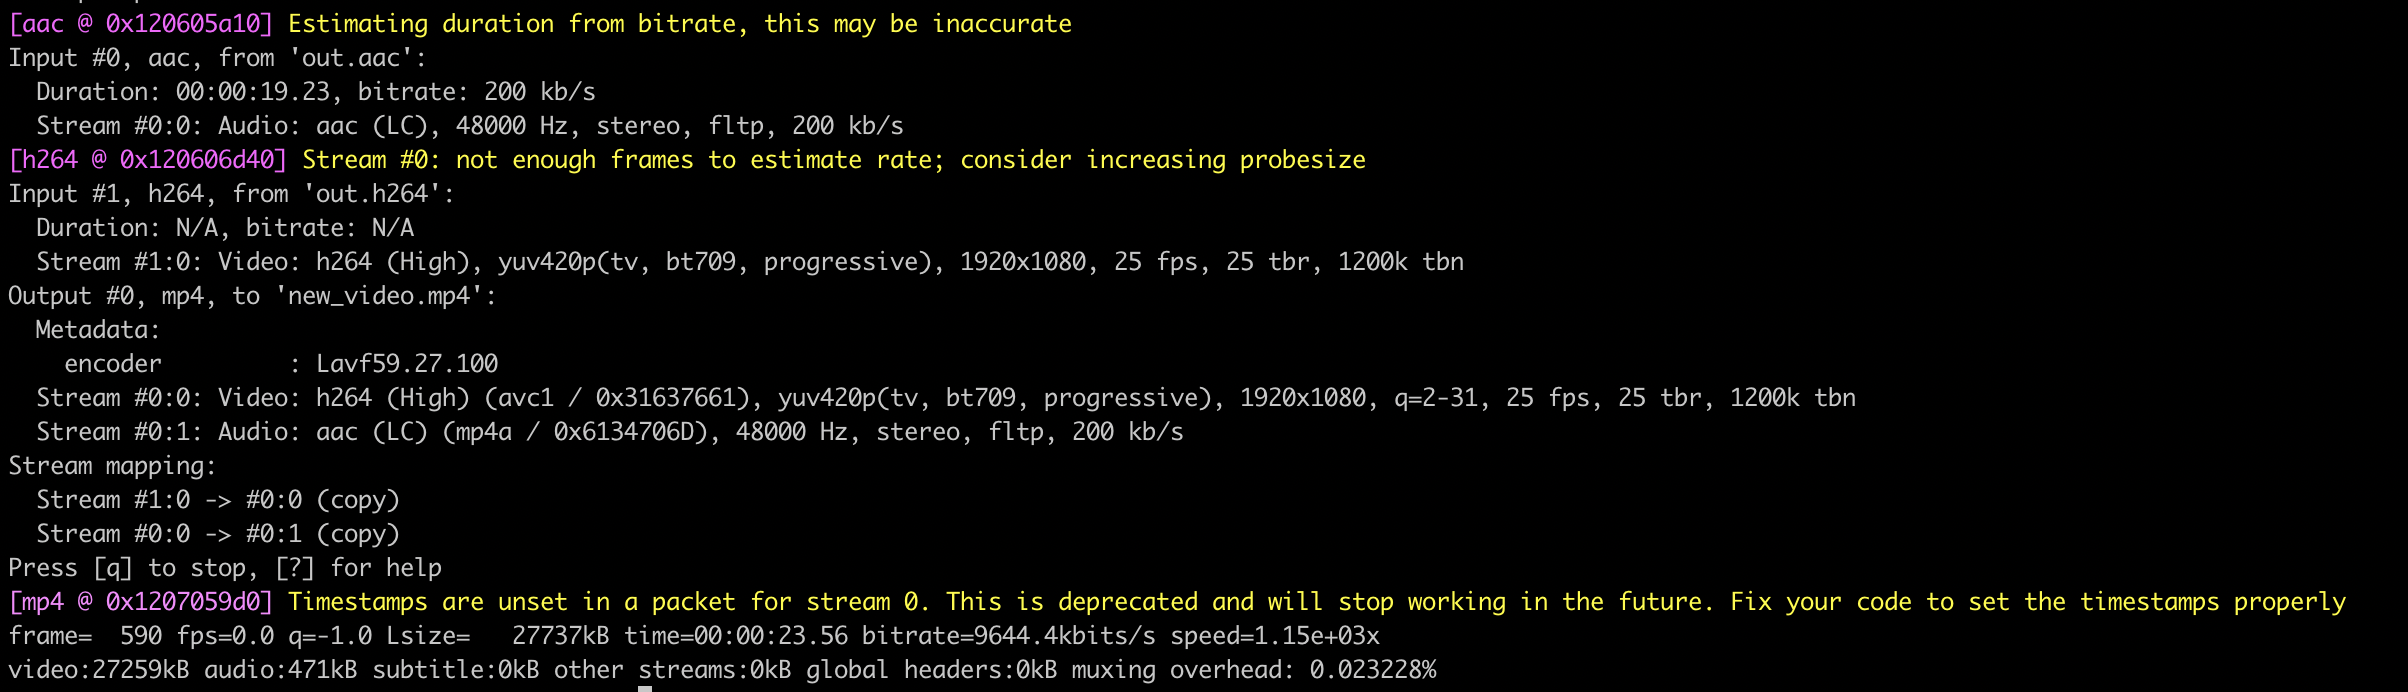 [aac @ 0x120605a10] Estimating duration from bitrate, this may be inaccurate
Input #0, aac, from 'out.aac':
  Duration: 00:00:19.23, bitrate: 200 kb/s
  Stream #0:0: Audio: aac (LC), 48000 Hz, stereo, fltp, 200 kb/s
[h264 @ 0x120606d40] Stream #0: not enough frames to estimate rate; consider increasing probesize
Input #1, h264, from 'out.h264':
  Duration: N/A, bitrate: N/A
  Stream #1:0: Video: h264 (High), yuv420p(tv, bt709, progressive), 1920x1080, 25 fps, 25 tbr, 1200k tbn
Output #0, mp4, to 'new_video.mp4':
  Metadata:
    encoder         : Lavf59.27.100
  Stream #0:0: Video: h264 (High) (avc1 / 0x31637661), yuv420p(tv, bt709, progressive), 1920x1080, q=2-31, 25 fps, 25 tbr, 1200k tbn
  Stream #0:1: Audio: aac (LC) (mp4a / 0x6134706D), 48000 Hz, stereo, fltp, 200 kb/s
Stream mapping:
  Stream #1:0 -> #0:0 (copy)
  Stream #0:0 -> #0:1 (copy)
Press [q] to stop, [?] for help
[mp4 @ 0x1207059d0] Timestamps are unset in a packet for stream 0. This is deprecated and will stop working in the future. Fix your code to set the timestamps properly
frame=  590 fps=0.0 q=-1.0 Lsize=   27737kB time=00:00:23.56 bitrate=9644.4kbits/s speed=1.15e+03x
video:27259kB audio:471kB subtitle:0kB other streams:0kB global headers:0kB muxing overhead: 0.023228%